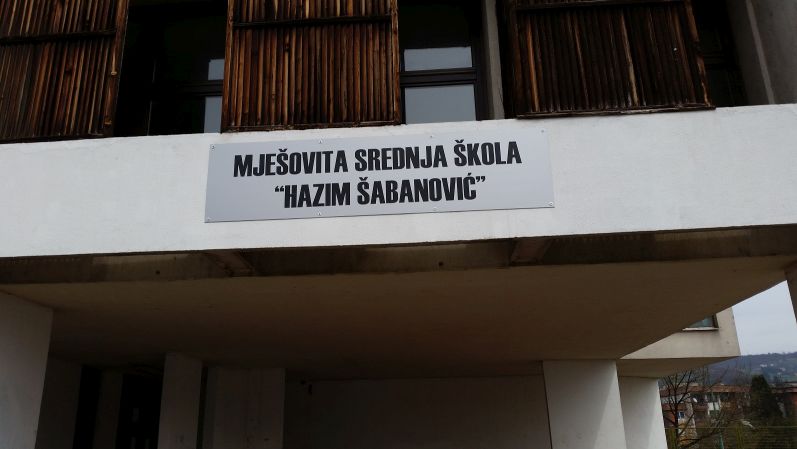 MJEŠOVITA SREDNJA ŠKOLA
“HAZIM ŠABANOVIĆ”